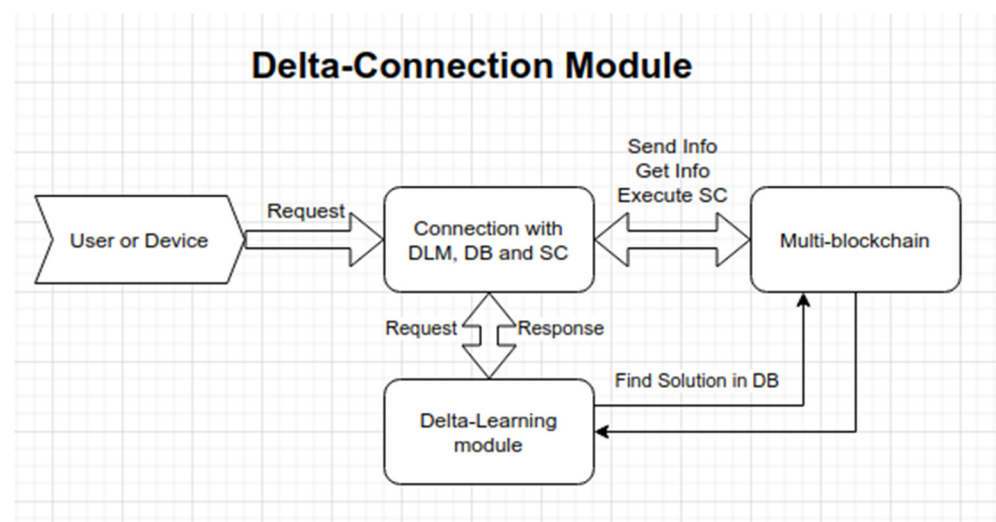 Delta-Connection Module
Send Info
Get Info
Execute SC
User or Device
Request
Connection with
DLM, DB and SC
Multi-blockchain
Request
Response
Find Solution in DB
Delta-Learning
module